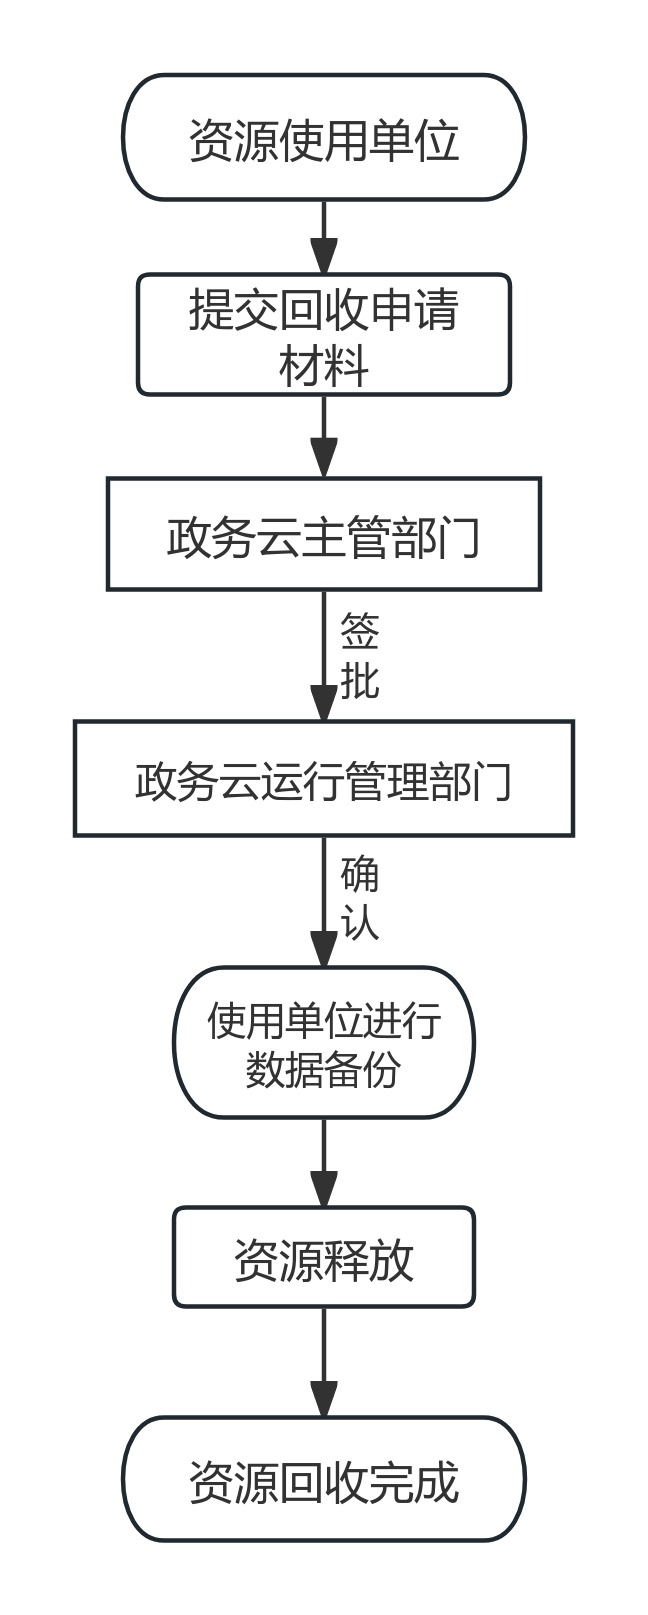 资源使用单位
提交回收申请
材料
政务云主管部门
签
批
政务云运行管理部门
确
认
使用单位进行
数据备份
资源释放
资源回收完成